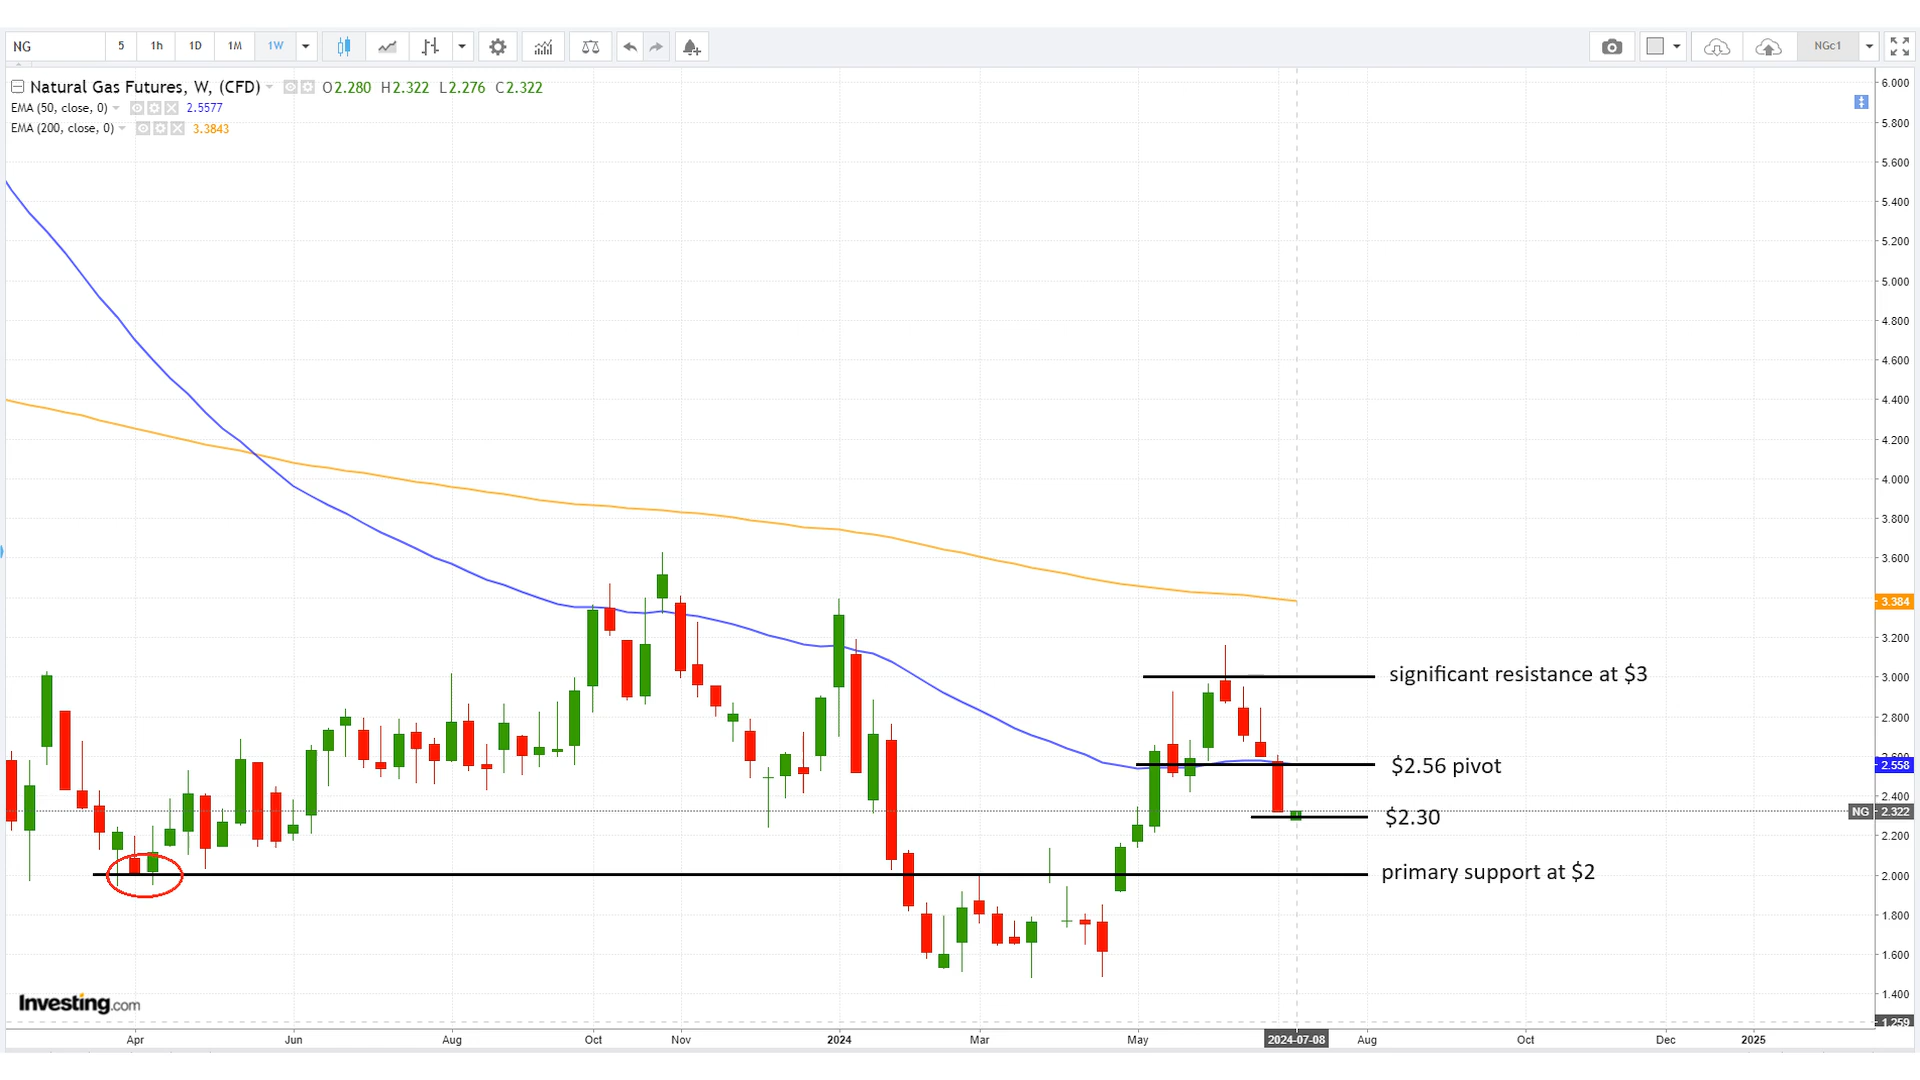 NG 5 1h 1D 1M 1W NGc1
Natural Gas Futures, W, (CFD) O2.280 H2.322 L2.276 C2.322
EMA (50, close, 0) 2.5577
EMA (200, close, 0) 3.3843
6.000
5.800
5.600
5.400
5.200
5.000
4.800
4.600
4.400
4.200
4.000
3.800
3.600
3.384
3.200
significant resistance at $3
3.000
2.800
$2.56 pivot
2.558
2.400
NG 2.322
$2.30
2.200
primary support at $2
2.000
1.800
1.600
1.400
Investing.com
1.259
Apr Jun Aug Oct Nov 2024 Mar May 2024-07-08 Aug Oct Dec 2025